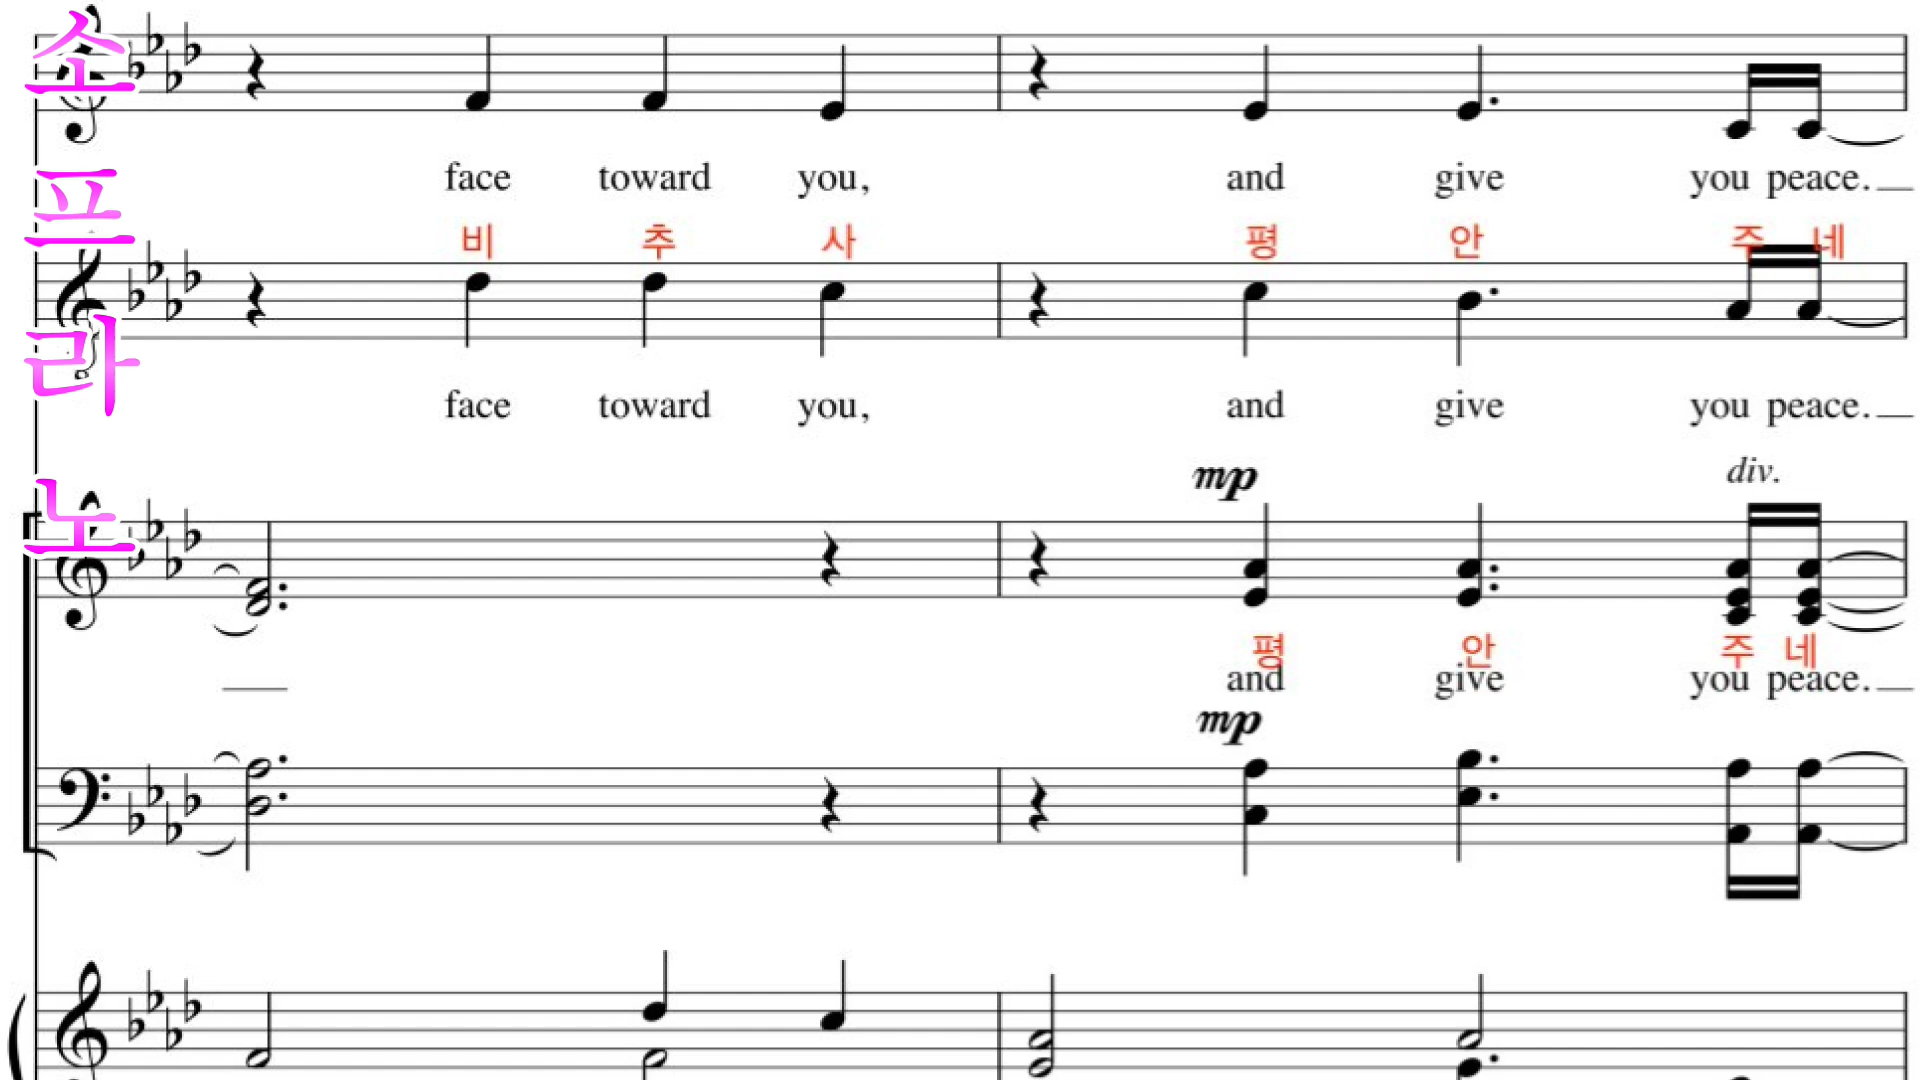 소프라노
face toward you, and give you peace.
비 추 사 평 안 주 네
face toward you, and give you peace.
mp div.
평 안 주 네
and give you peace.
mp